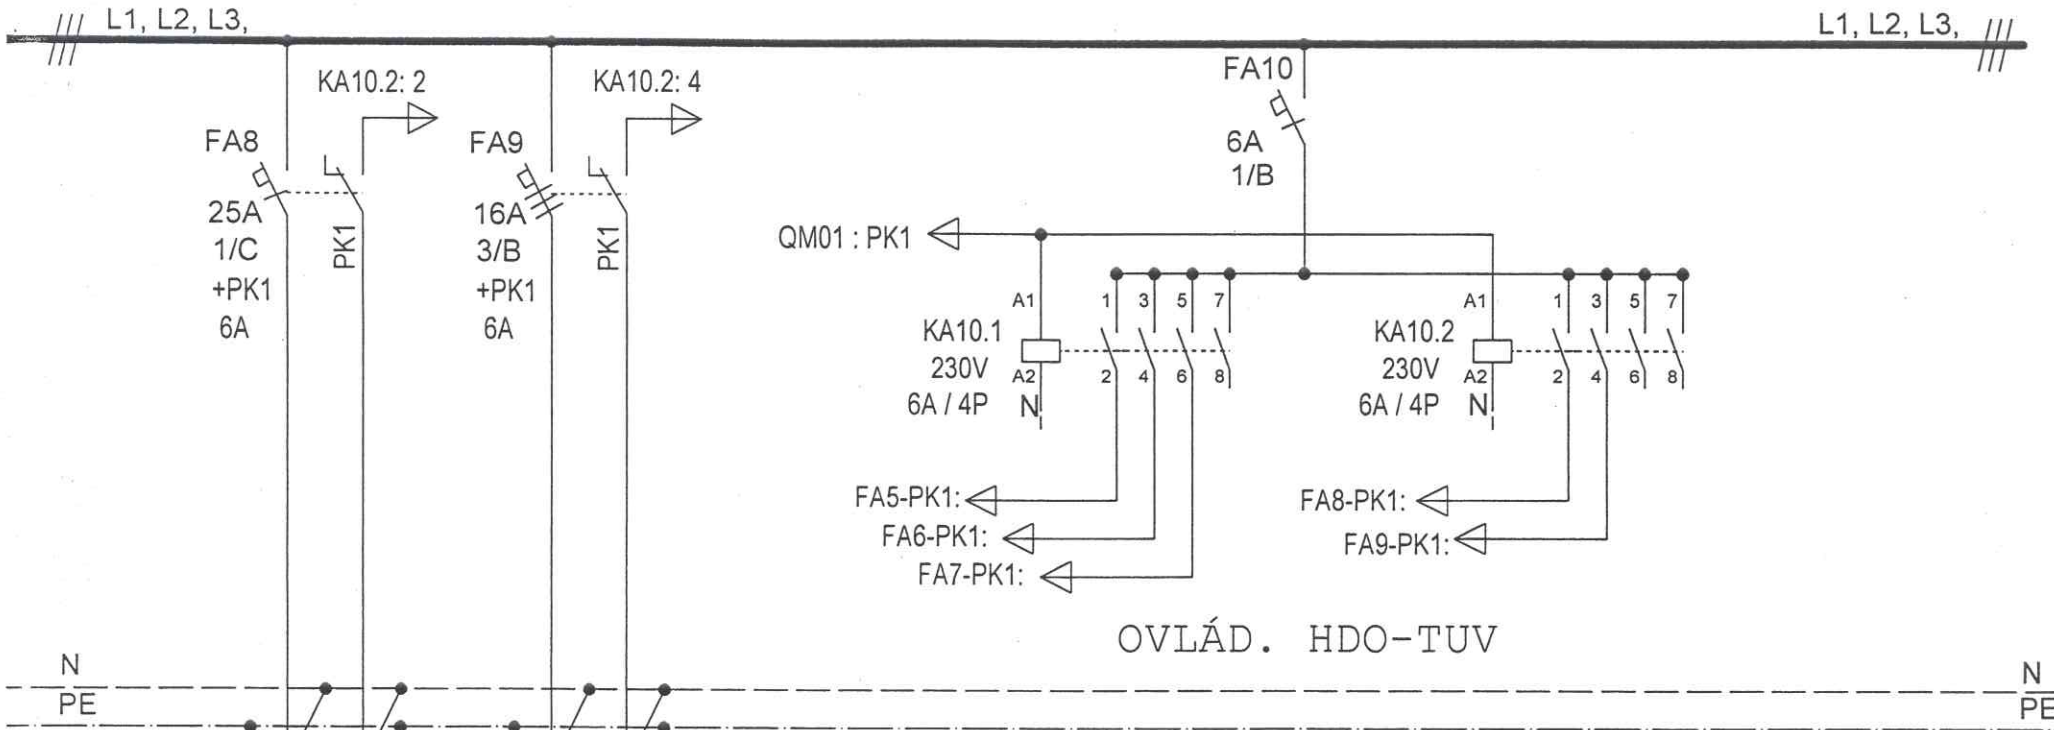 L1, L2, L3,
L1, L2, L3,
KA10.2: 2
KA10.2: 4
FA8
25A
1/C
+PK1
6A
PK1
FA9
16A
3/B
+PK1
6A
PK1
FA10
6A
1/B
QM01 : PK1
A1
1 3 5 7
KA10.1
230V
6A / 4P
A2
2 4 6 8
N
A1
1 3 5 7
KA10.2
230V
6A / 4P
A2
2 4 6 8
N
FA5-PK1:
FA6-PK1:
FA7-PK1:
FA8-PK1:
FA9-PK1:
OVLÁD. HDO-TUV
N
N
PE
PE